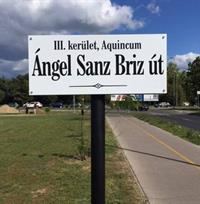 III. kerület, Aquincum
Ángel Sanz Briz út